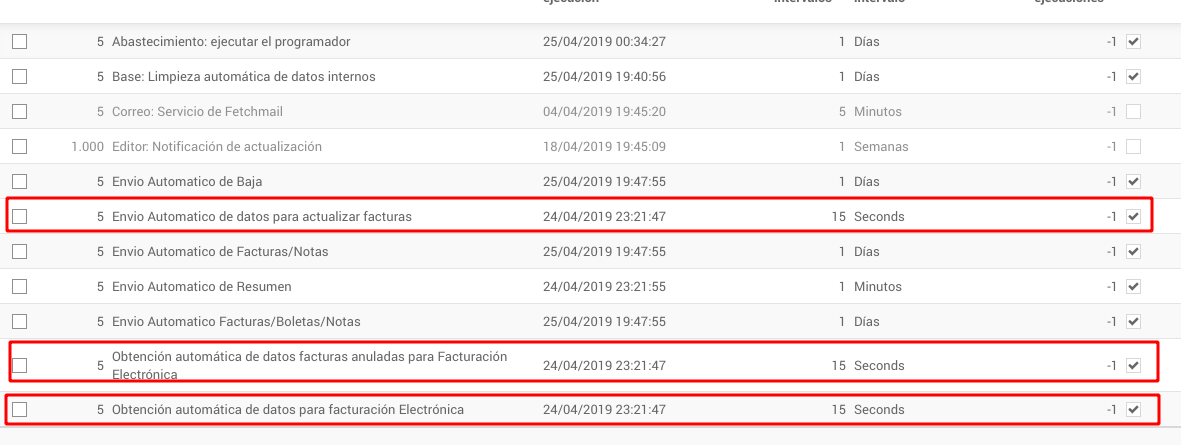 ejecución intervalos intervalo ejecuciones
5 Abastecimiento: ejecutar el programador 25/04/2019 00:34:27 1 Días -1
5 Base: Limpieza automática de datos internos 25/04/2019 19:40:56 1 Días -1
5 Correo: Servicio de Fetchmail 04/04/2019 19:45:20 5 Minutos -1
1.000 Editor: Notificación de actualización 18/04/2019 19:45:09 1 Semanas -1
5 Envio Automatico de Baja 25/04/2019 19:47:55 1 Días -1
5 Envio Automatico de datos para actualizar facturas 24/04/2019 23:21:47 15 Seconds -1
5 Envio Automatico de Facturas/Notas 25/04/2019 19:47:55 1 Días -1
5 Envio Automatico de Resumen 24/04/2019 23:21:55 1 Minutos -1
5 Envio Automatico Facturas/Boletas/Notas 25/04/2019 19:47:55 1 Días -1
5 Obtención automática de datos facturas anuladas para Facturación 24/04/2019 23:21:47 15 Seconds -1
Electrónica
5 Obtención automática de datos para facturación Electrónica 24/04/2019 23:21:47 15 Seconds -1